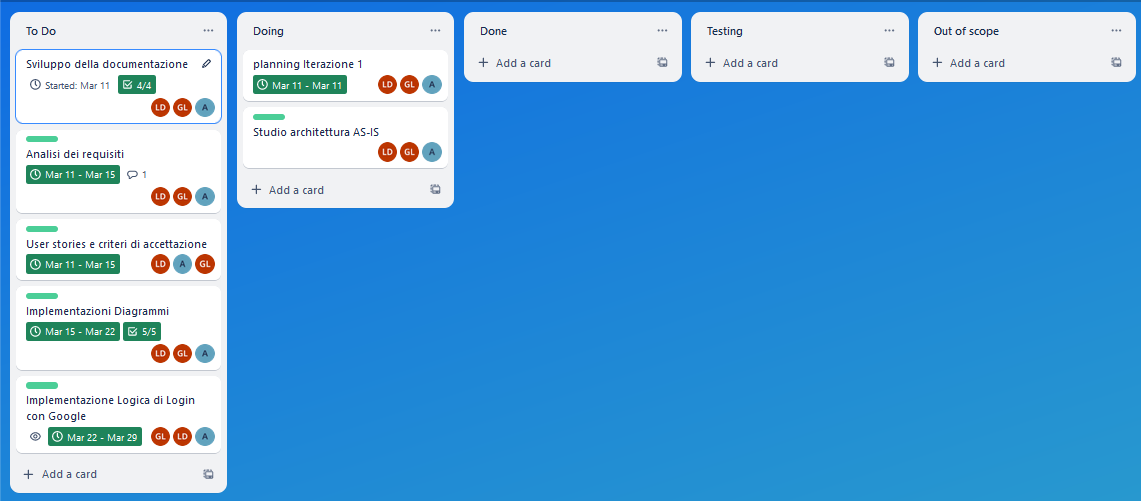 To Do
Sviluppo della documentazione
Started: Mar 11
4/4
LD GL A
Analisi dei requisiti
Mar 11 - Mar 15
1
LD GL A
User stories e criteri di accettazione
Mar 11 - Mar 15
LD A GL
Implementazioni Diagrammi
Mar 15 - Mar 22
5/5
LD GL A
Implementazione Logica di Login
con Google
Mar 22 - Mar 29
GL LD A
+ Add a card
Doing
planning Iterazione 1
Mar 11 - Mar 11
LD GL A
Studio architettura AS-IS
LD GL A
+ Add a card
Done
+ Add a card
Testing
+ Add a card
Out of scope
+ Add a card